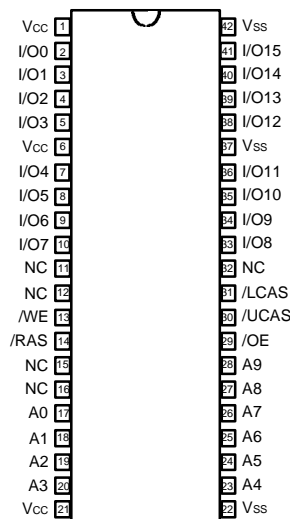 Vcc 1 42 Vss
I/O0 2 41 I/O15
I/O1 3 40 I/O14
I/O2 4 39 I/O13
I/O3 5 38 I/O12
Vcc 6 37 Vss
I/O4 7 36 I/O11
I/O5 8 35 I/O10
I/O6 9 34 I/O9
I/O7 10 33 I/O8
NC 11 32 NC
NC 12 31 /LCAS
/WE 13 30 /UCAS
/RAS 14 29 /OE
NC 15 28 A9
NC 16 27 A8
A0 17 26 A7
A1 18 25 A6
A2 19 24 A5
A3 20 23 A4
Vcc 21 22 Vss